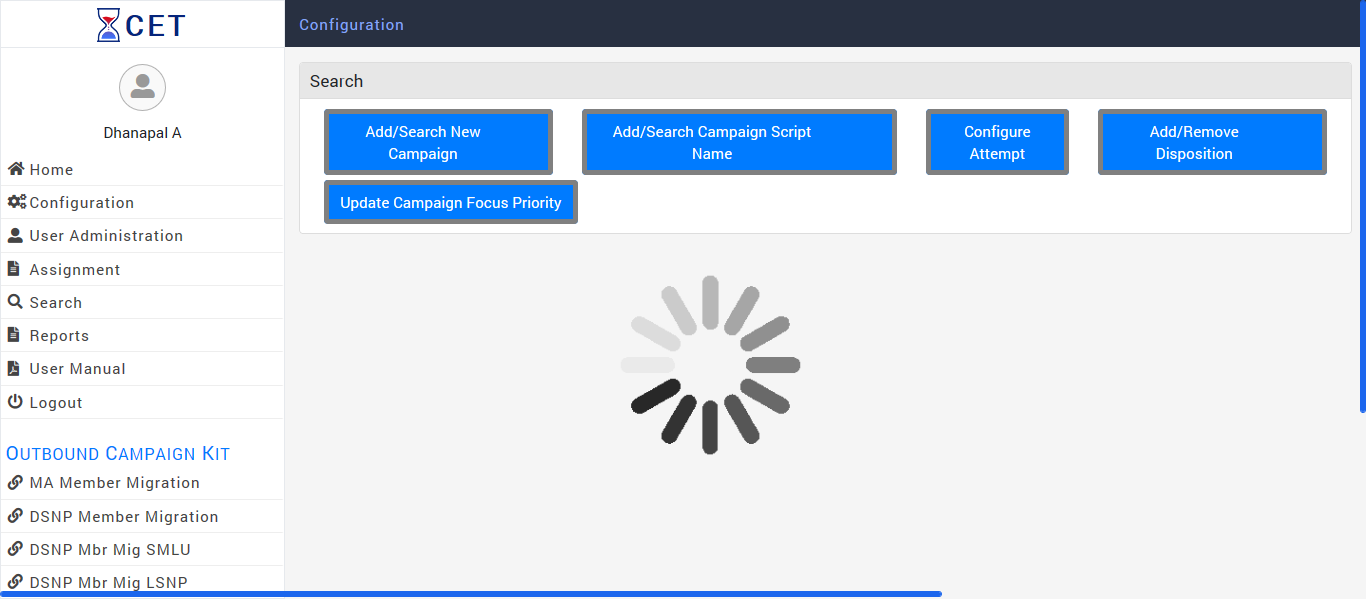 CET
Configuration
Dhanapal A
Home
Configuration
User Administration
Assignment
Search
Reports
User Manual
Logout
OUTBOUND CAMPAIGN KIT
MA Member Migration
DSNP Member Migration
DSNP Mbr Mig SMLU
DSNP Mbr Mig LSNP
Search
Add/Search New
Campaign
Add/Search Campaign Script
Name
Configure
Attempt
Add/Remove
Disposition
Update Campaign Focus Priority